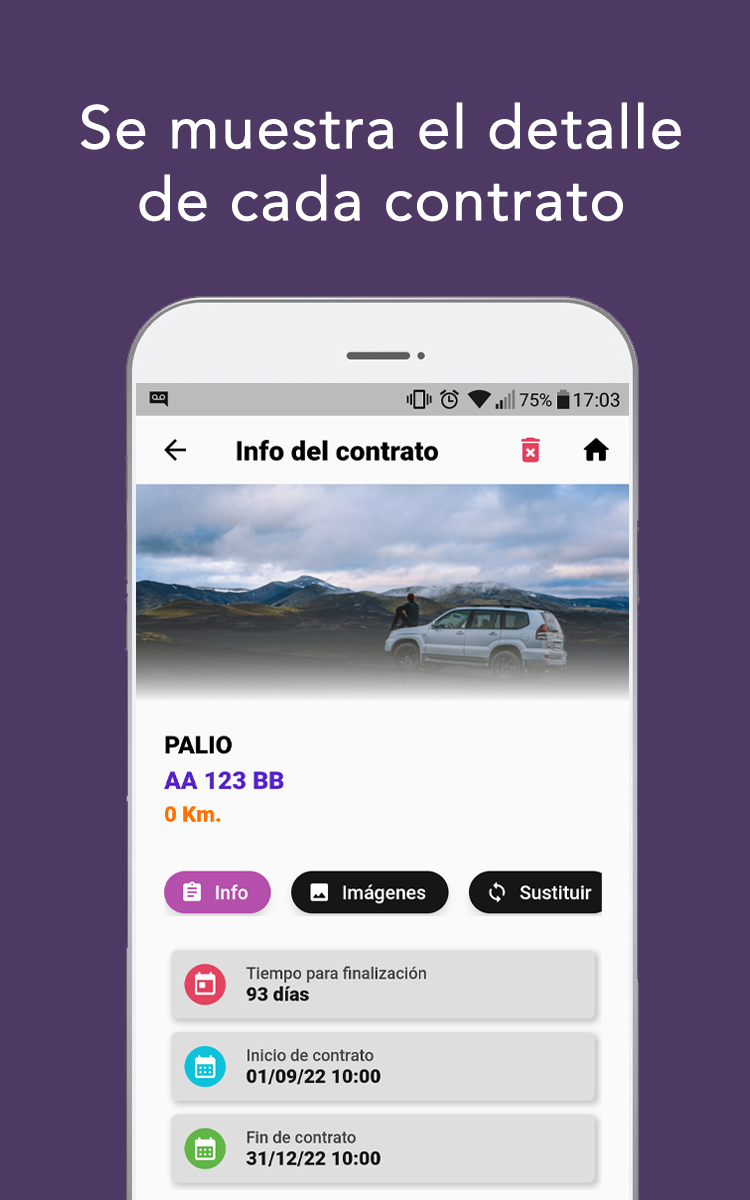 Se muestra el detalle
de cada contrato
75% 17:03
Info del contrato
PALIO
AA 123 BB
0 Km.
Info Imágenes Sustituir
Tiempo para finalización
93 días
Inicio de contrato
01/09/22 10:00
Fin de contrato
31/12/22 10:00